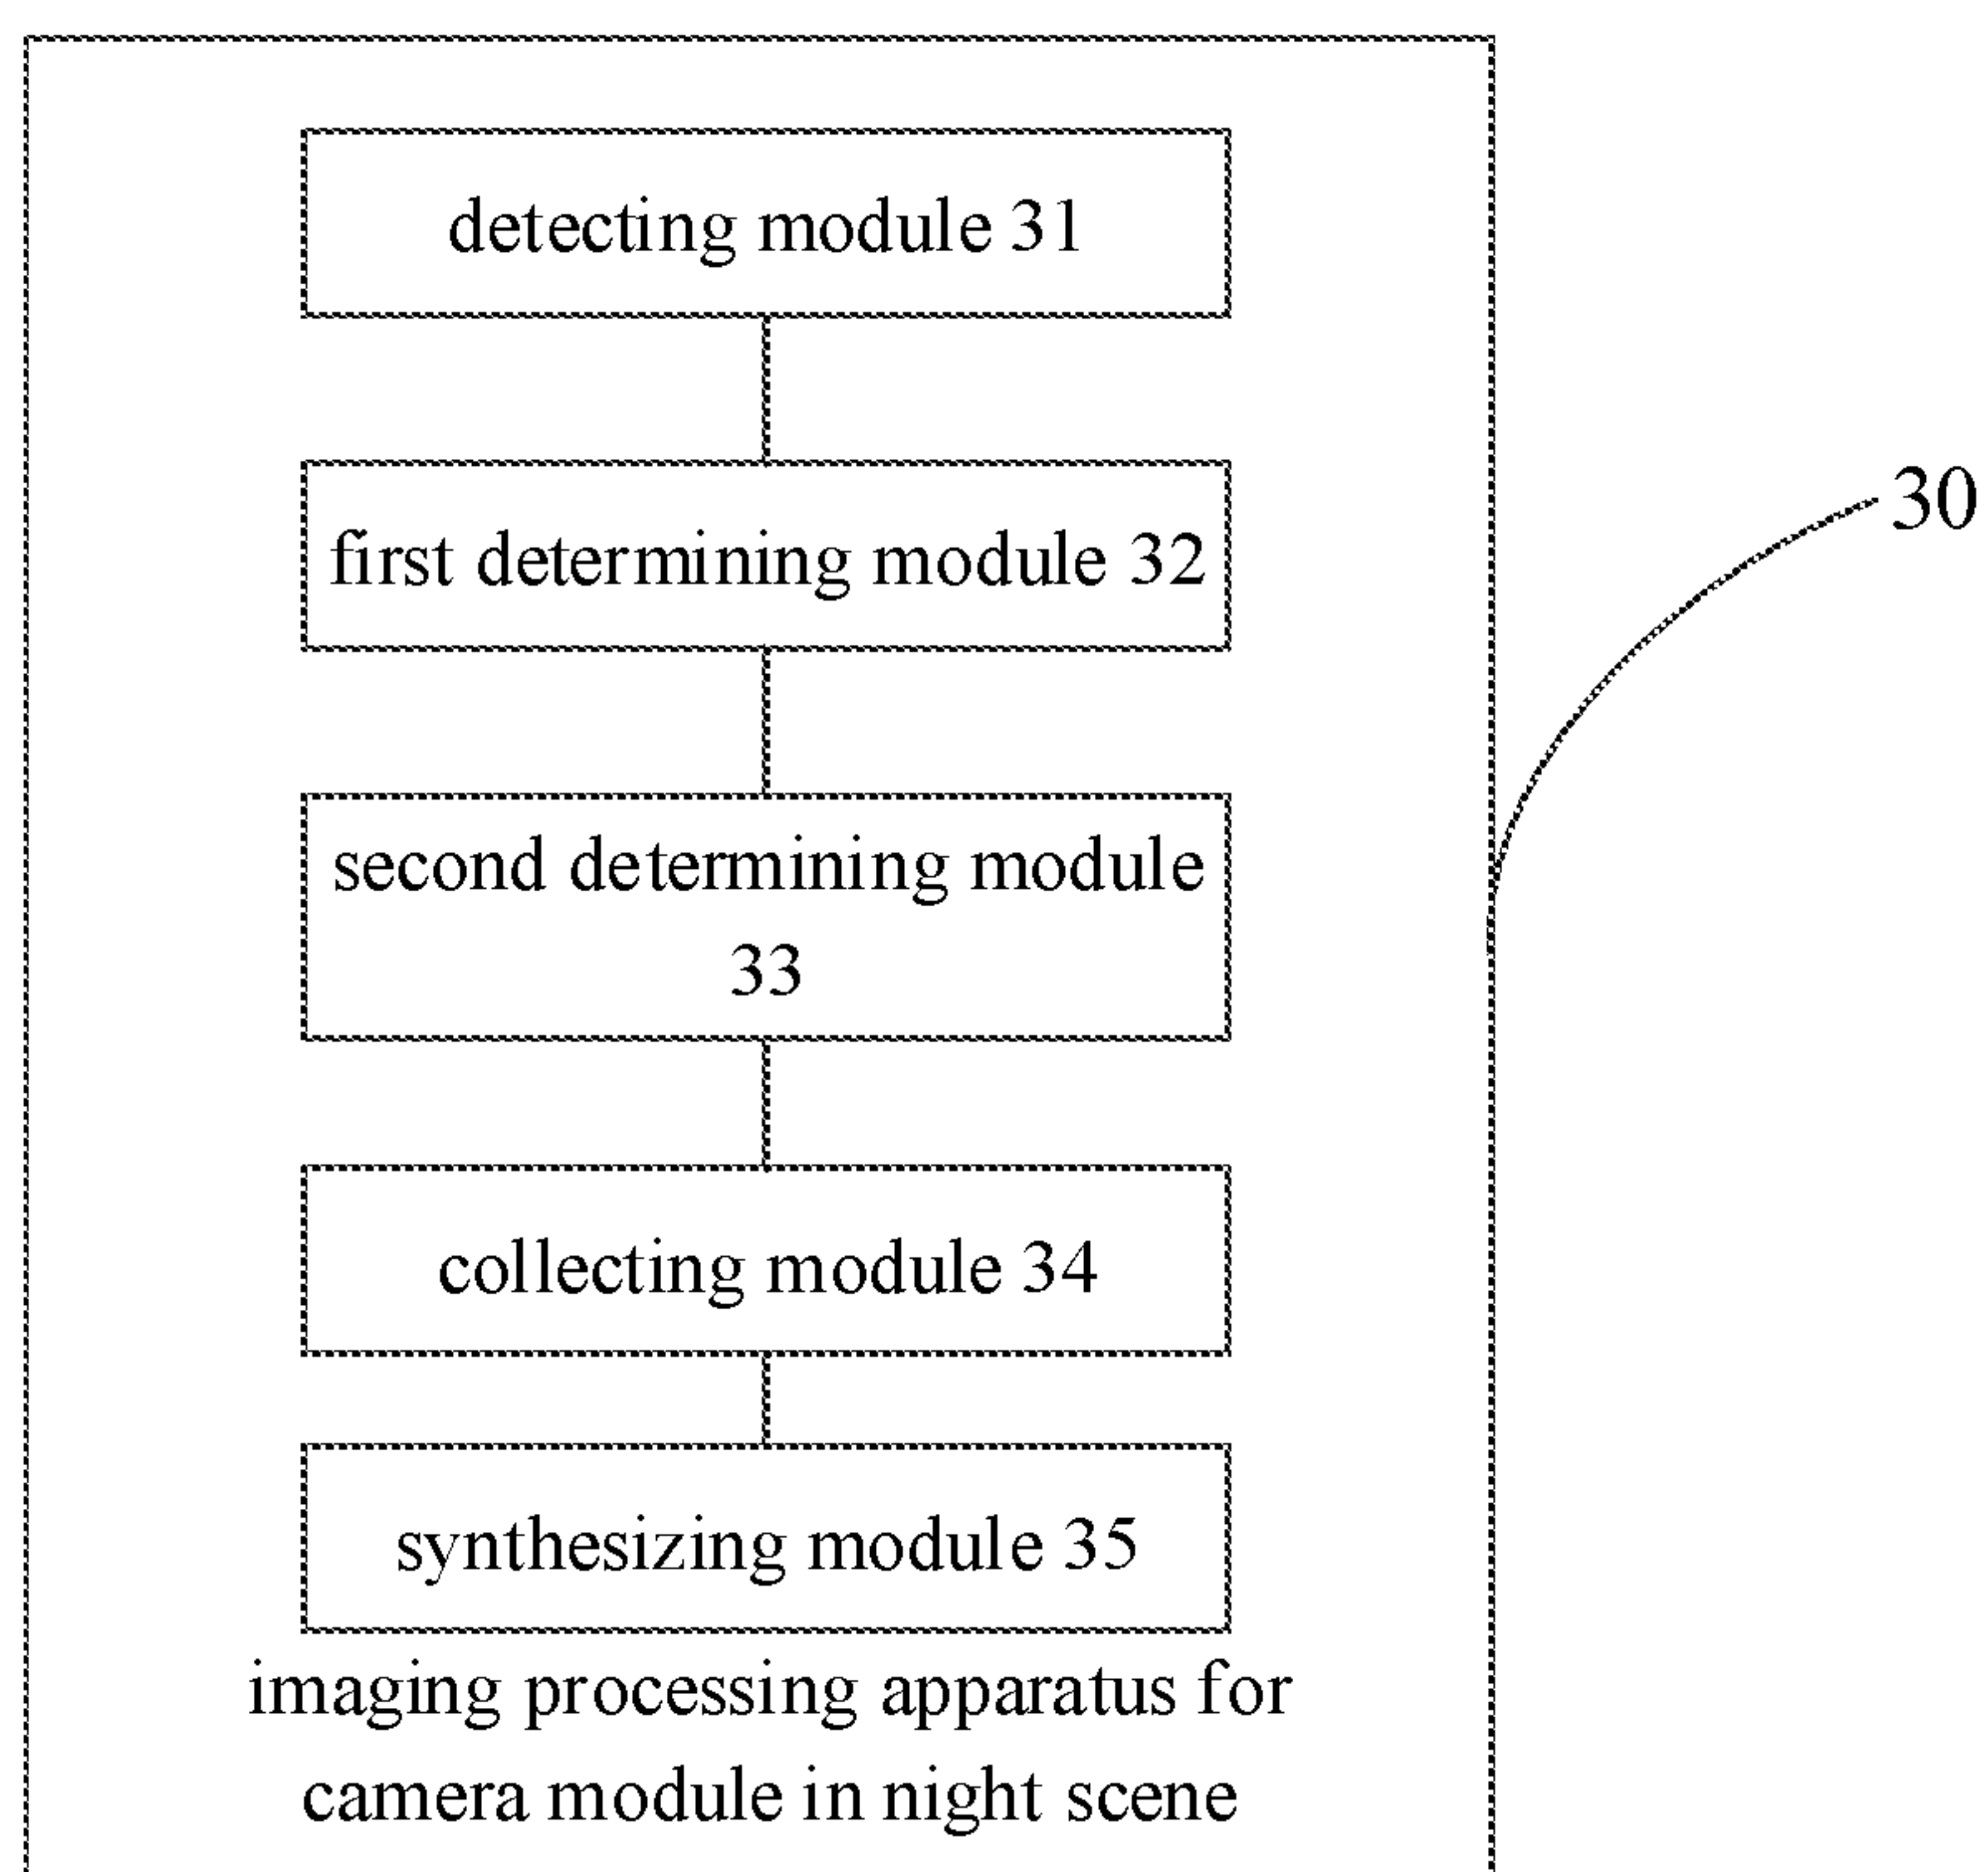 detecting module 31
first determining module 32
30
second determining module
33
collecting module 34
synthesizing module 35
imaging processing apparatus for
camera module in night scene